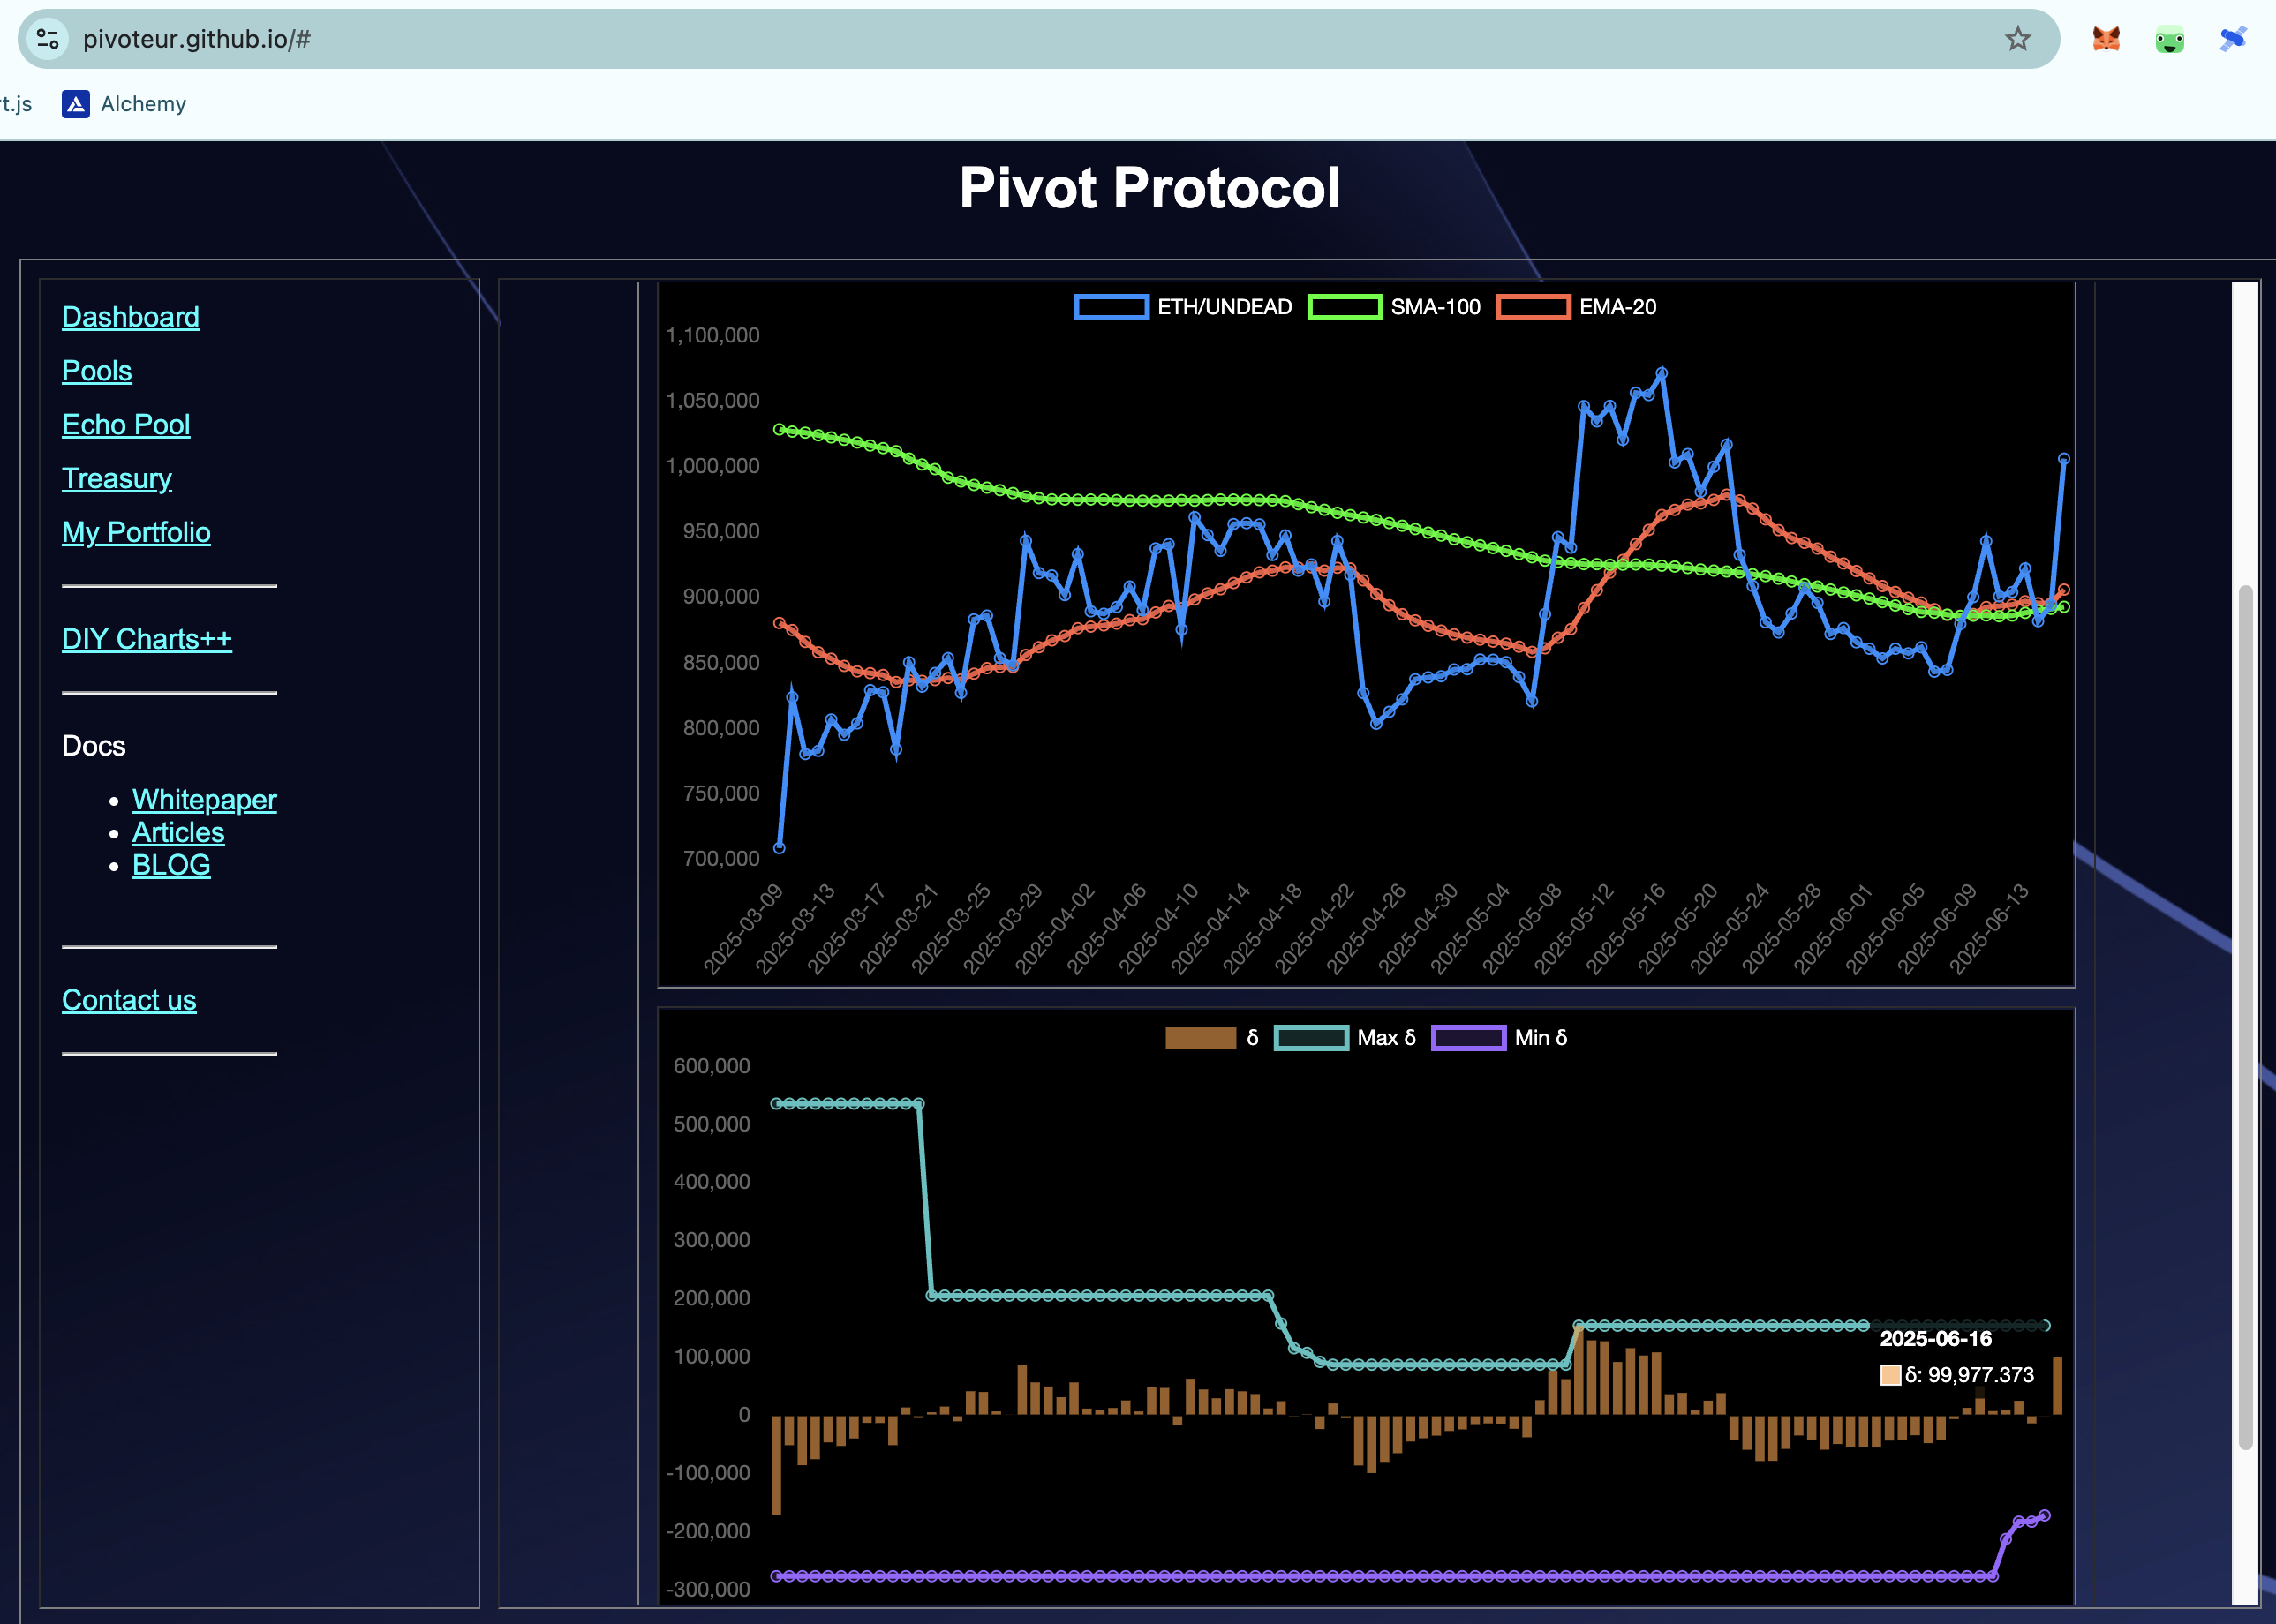 pivoteur.github.io/#
t.js
Alchemy
Pivot Protocol
Dashboard
Pools
Echo Pool
Treasury
My Portfolio
DIY Charts++
Docs
Whitepaper
Articles
BLOG
Contact us
ETH/UNDEAD SMA-100 EMA-20
1,100,000
1,050,000
1,000,000
950,000
900,000
850,000
800,000
750,000
700,000
2025-03-09
2025-03-13
2025-03-17
2025-03-21
2025-03-25
2025-03-29
2025-04-02
2025-04-06
2025-04-10
2025-04-14
2025-04-18
2025-04-22
2025-04-26
2025-04-30
2025-05-04
2025-05-08
2025-05-12
2025-05-16
2025-05-20
2025-05-24
2025-05-28
2025-06-01
2025-06-05
2025-06-09
2025-06-13
δ Max δ Min δ
600,000
500,000
400,000
300,000
200,000
100,000
0
-100,000
-200,000
-300,000
2025-06-16
δ: 99,977.373